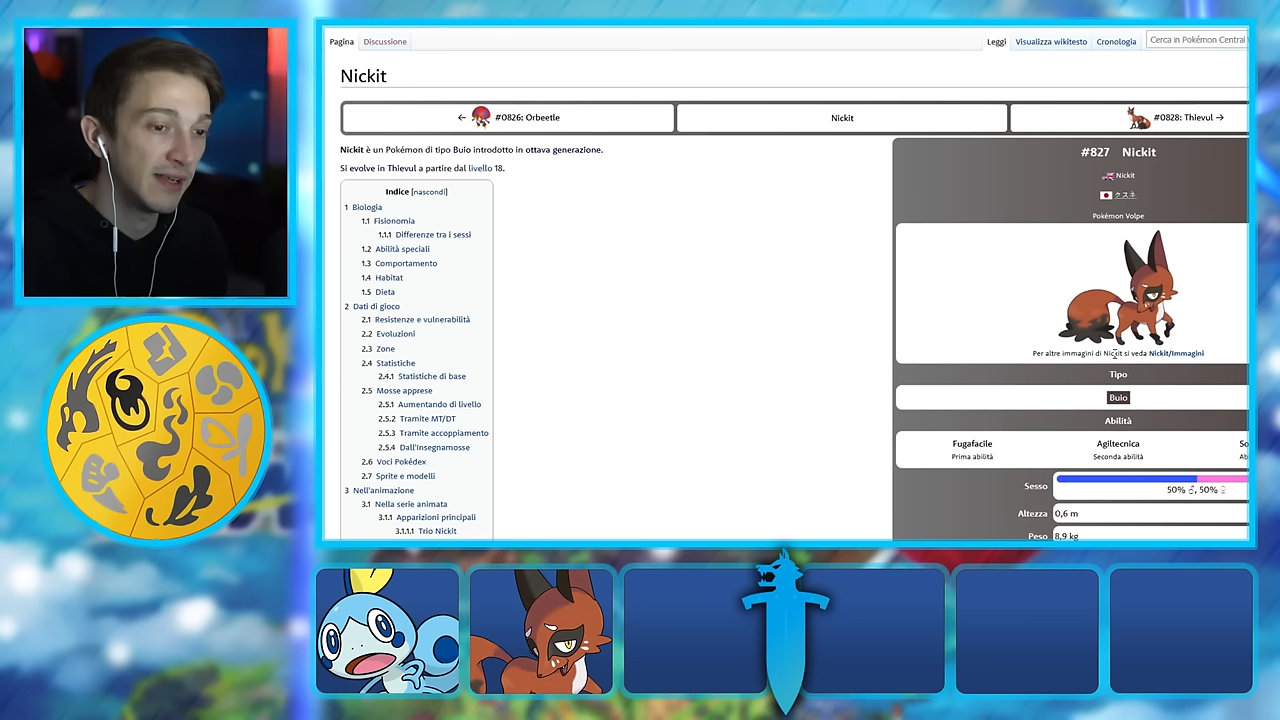 Pagina
Discussione
Leggi
Visualizza wikitesto
Cronologia
Cerca in Pokémon Central
Nickit
← #0826: Orbeetle
Nickit
#0828: Thievul →
Nickit è un Pokémon di tipo Buio introdotto in ottava generazione.
Si evolve in Thievul a partire dal livello 18.
Indice [nascondi]
1 Biologia
1.1 Fisionomia
1.1.1 Differenze tra i sessi
1.2 Abilità speciali
1.3 Comportamento
1.4 Habitat
1.5 Dieta
2 Dati di gioco
2.1 Resistenze e vulnerabilità
2.2 Evoluzioni
2.3 Zone
2.4 Statistiche
2.4.1 Statistiche di base
2.5 Mosse apprese
2.5.1 Aumentando di livello
2.5.2 Tramite MT/DT
2.5.3 Tramite accoppiamento
2.5.4 Dall'Insegnamosse
2.6 Voci Pokédex
2.7 Sprite e modelli
3 Nell'animazione
3.1 Nella serie animata
3.1.1 Apparizioni principali
3.1.1.1 Trio Nickit
#827 Nickit
Nickit
クスネ
Pokémon Volpe
Per altre immagini di Nickit si veda Nickit/Immagini
Tipo
Buio
Abilità
Fugafacile
Prima abilità
Agiltecnica
Seconda abilità
So
Ab
Sesso
50% ♂, 50% ♀
Altezza
0,6 m
Peso
8,9 kg